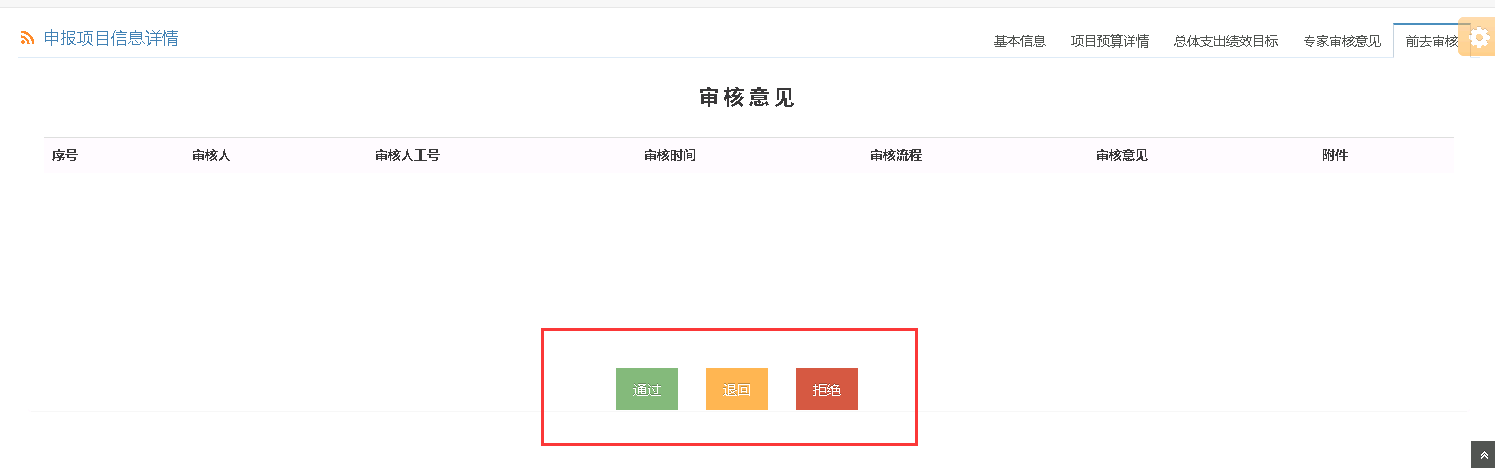 申报项目信息详情 基本信息 项目预算详情 总体支出绩效目标 专家审核意见 前去审核
审核意见
序号 审核人 审核人工号 审核时间 审核流程 审核意见 附件
通过 退回 拒绝